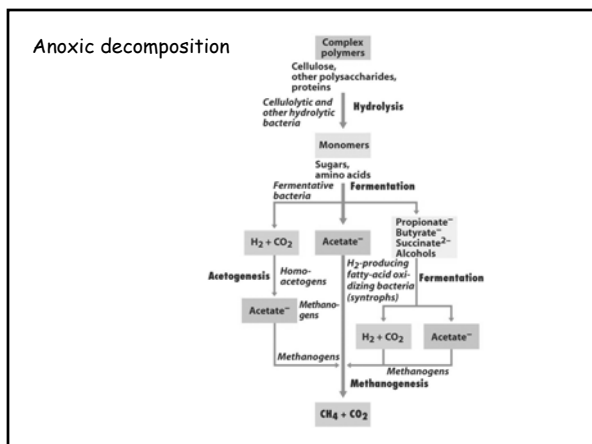 Anoxic decomposition
Complex
polymers
Cellulose,
other polysaccharides,
proteins
Cellulolytic and
other hydrolytic
bacteria
Hydrolysis
Monomers
Sugars,
amino acids
Fermentative
bacteria
Fermentation
H₂ + CO₂
Acetate⁻
Propionate⁻
Butyrate⁻
Succinate²⁻
Alcohols
Acetogenesis
Homo-
acetogens
H₂-producing
fatty-acid oxi-
dizing bacteria
(syntrophs)
Fermentation
Acetate⁻
Methano-
gens
H₂ + CO₂
Acetate⁻
Methanogens
Methanogens
Methanogenesis
CH₄ + CO₂